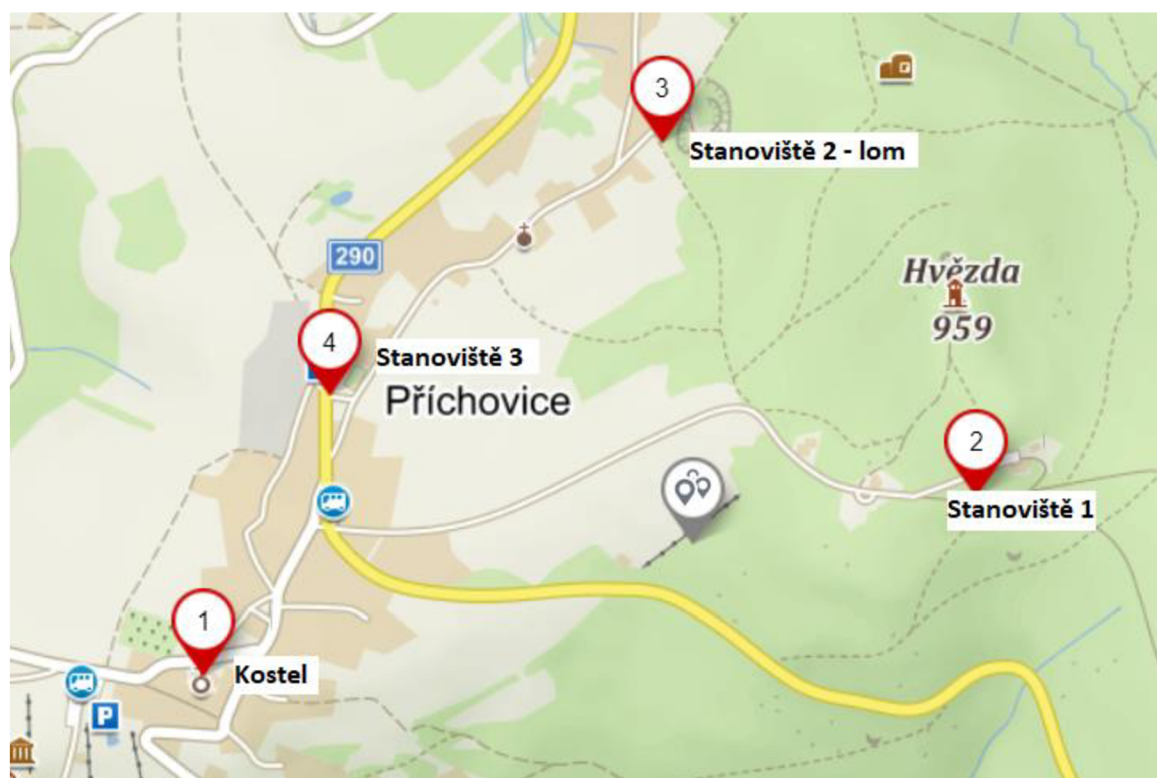 3
Stanoviště 2 - lom
290
Hvězda
959
4
Stanoviště 3
Příchovice
2
Stanoviště 1
1
Kostel
P